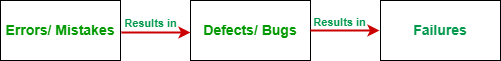 Errors/ Mistakes
Results in
Defects/ Bugs
Results in
Failures